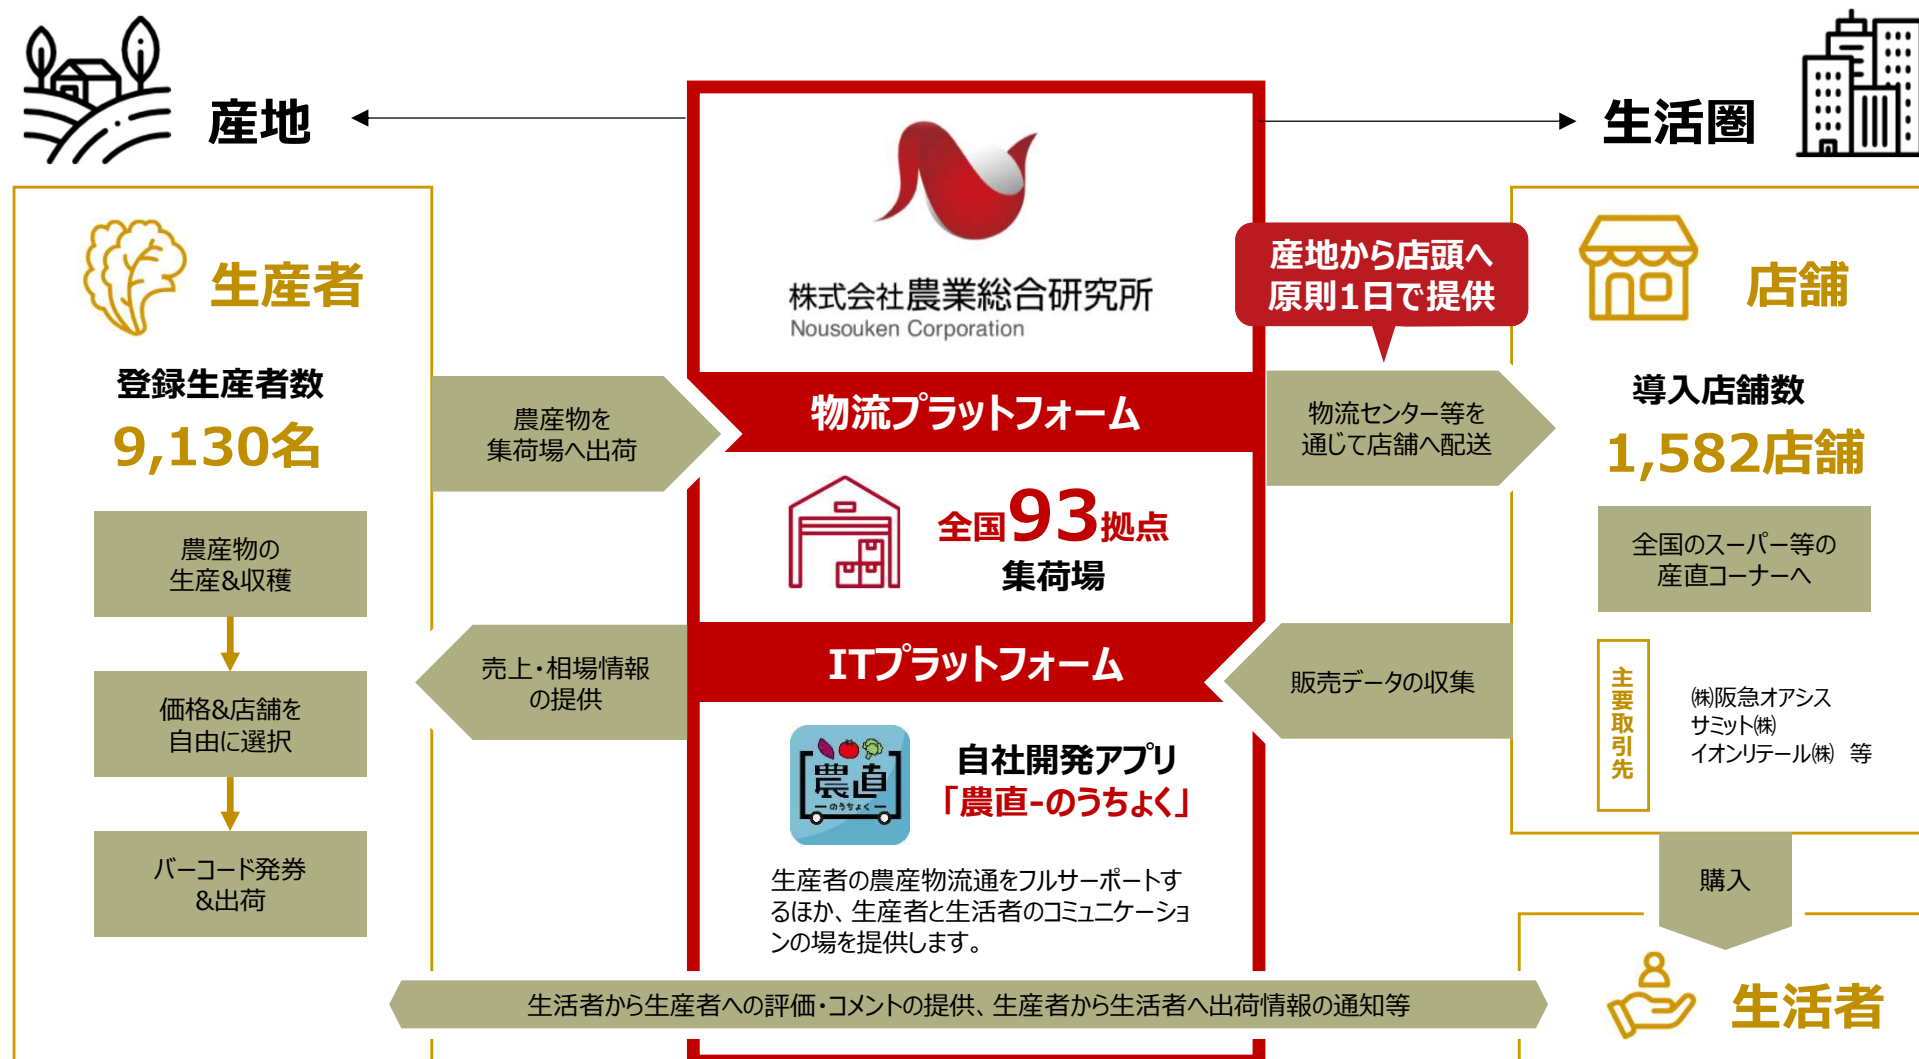 産地
生活圏
株式会社農業総合研究所
Nousouken Corporation
産地から店頭へ
原則1日で提供
生産者
登録生産者数
9,130名
農産物の
生産&収穫
価格&店舗を
自由に選択
バーコード発券
&出荷
農産物を
集荷場へ出荷
売上・相場情報
の提供
物流プラットフォーム
全国93拠点
集荷場
ITプラットフォーム
農直
のうちょく
自社開発アプリ
「農直-のうちょく」
生産者の農産物流通をフルサーポートす
るほか、生産者と生活者のコミュニケーショ
ンの場を提供します。
物流センター等を
通じて店舗へ配送
販売データの収集
店舗
導入店舗数
1,582店舗
全国のスーパー等の
産直コーナーへ
主要取引先
㈱阪急オアシス
サミット㈱
イオンリテール㈱ 等
購入
生活者
生活者から生産者への評価・コメントの提供、生産者から生活者へ出荷情報の通知等